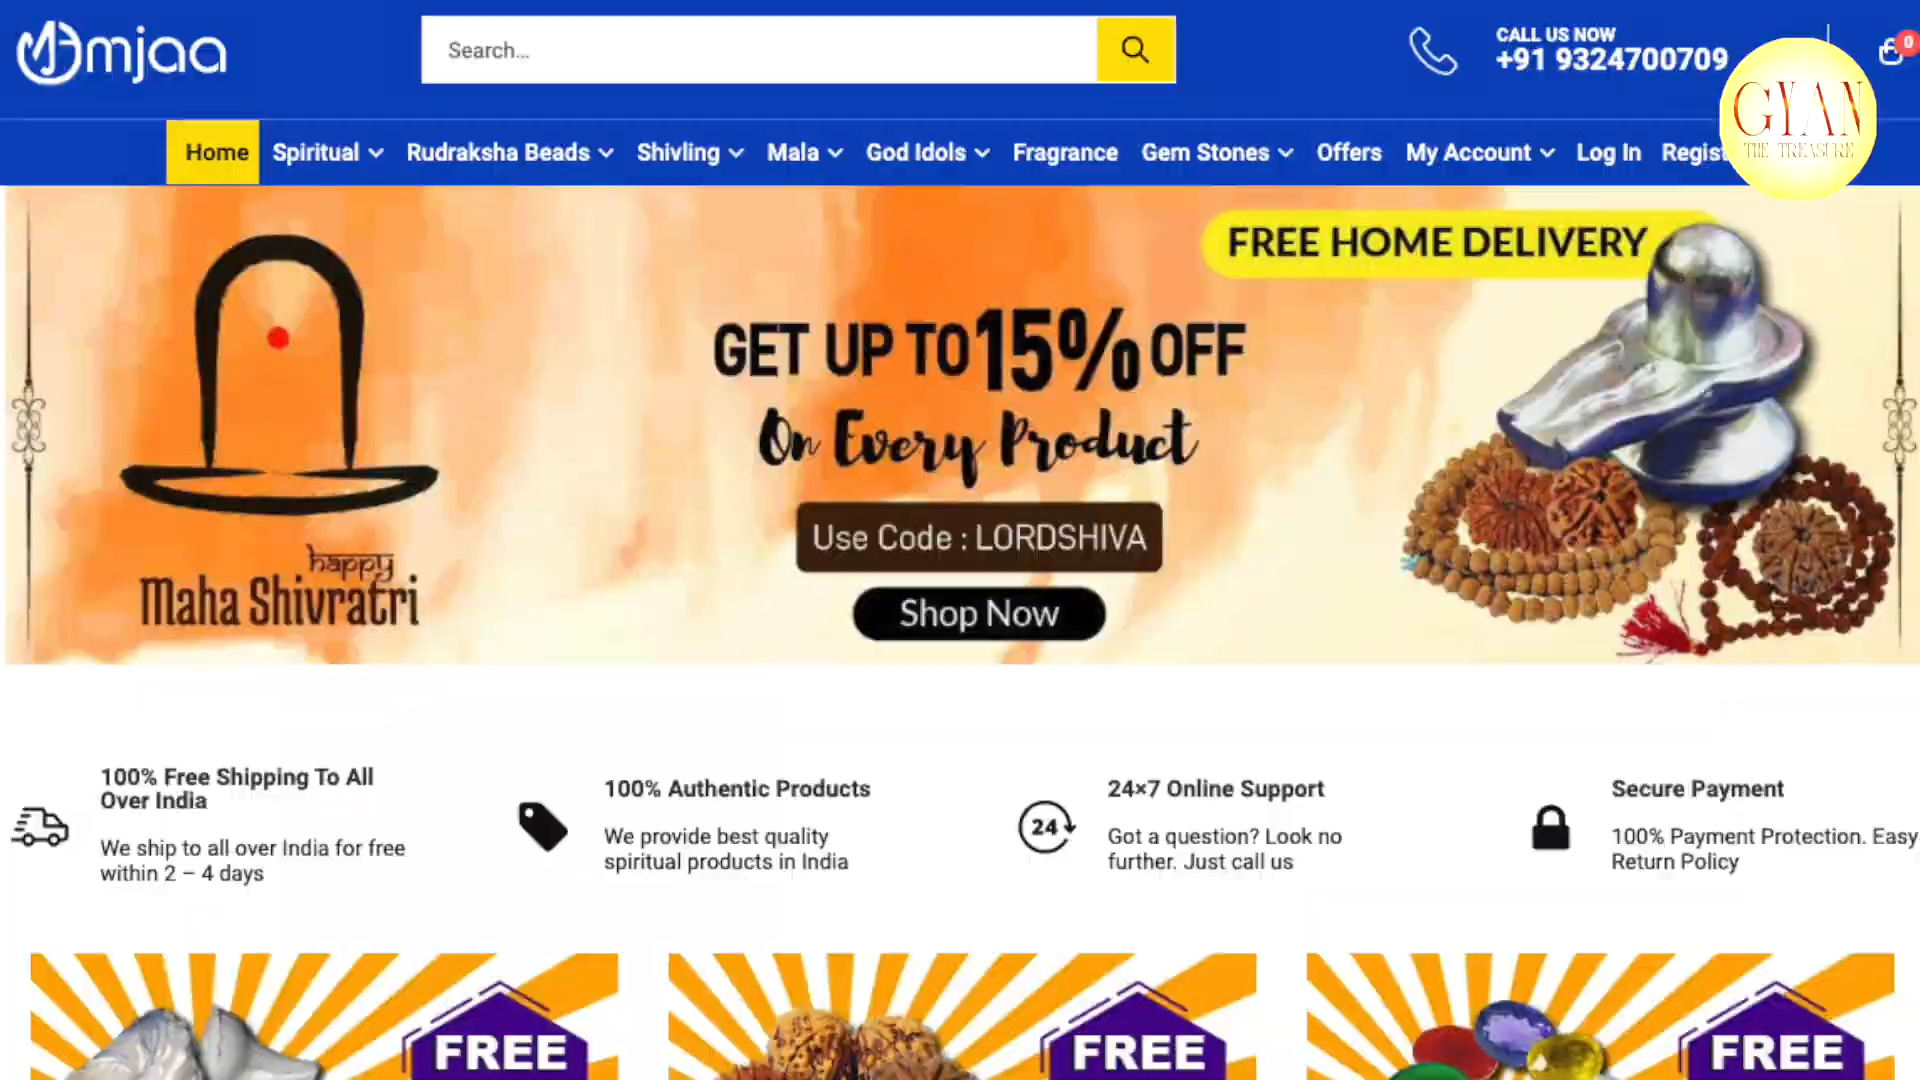 Omjaa
Search...
CALL US NOW
+91 9324700709
0
GYAN
THE TREASURE
Home
Spiritual
Rudraksha Beads
Shivling
Mala
God Idols
Fragrance
Gem Stones
Offers
My Account
Log In
Regist
FREE HOME DELIVERY
GET UP TO 15% OFF
On Every Product
Use Code : LORDSHIVA
Shop Now
happy
Maha Shivratri
100% Free Shipping To All
Over India
We ship to all over India for free
within 2 – 4 days
100% Authentic Products
We provide best quality
spiritual products in India
24
24×7 Online Support
Got a question? Look no
further. Just call us
Secure Payment
100% Payment Protection. Easy
Return Policy
FREE
FREE
FREE